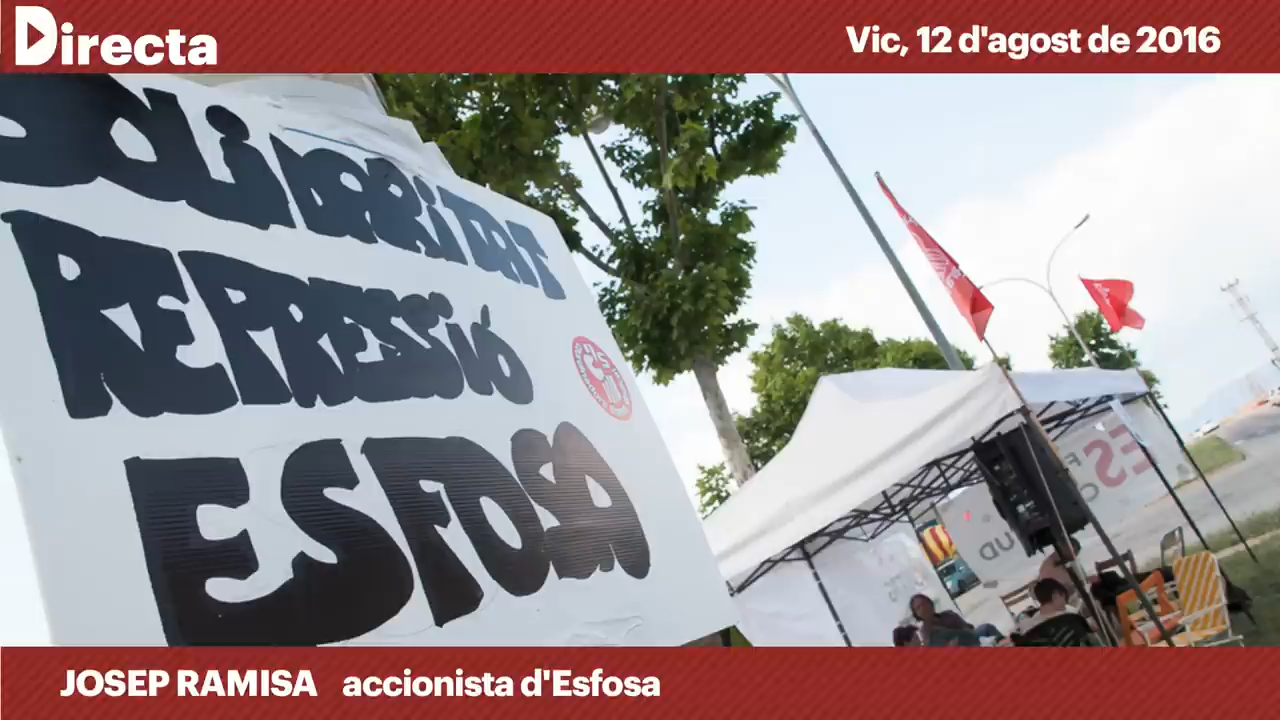 Directa
Vic, 12 d'agost de 2016
SOLIDARITAT
REPRESSIÓ
ESFOSA
JOSEP RAMISA accionista d'Esfosa